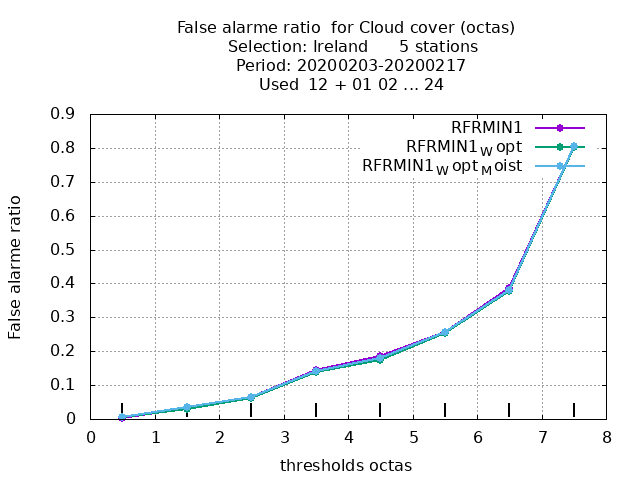 False alarme ratio  for Cloud cover (octas)
Selection: Ireland      5 stations
Period: 20200203-20200217
Used  12 + 01 02 ... 24
RFRMIN1
RFRMIN1W opt
RFRMIN1W optM oist
False alarme ratio
0.9
0.8
0.7
0.6
0.5
0.4
0.3
0.2
0.1
0
0 1 2 3 4 5 6 7 8
thresholds octas